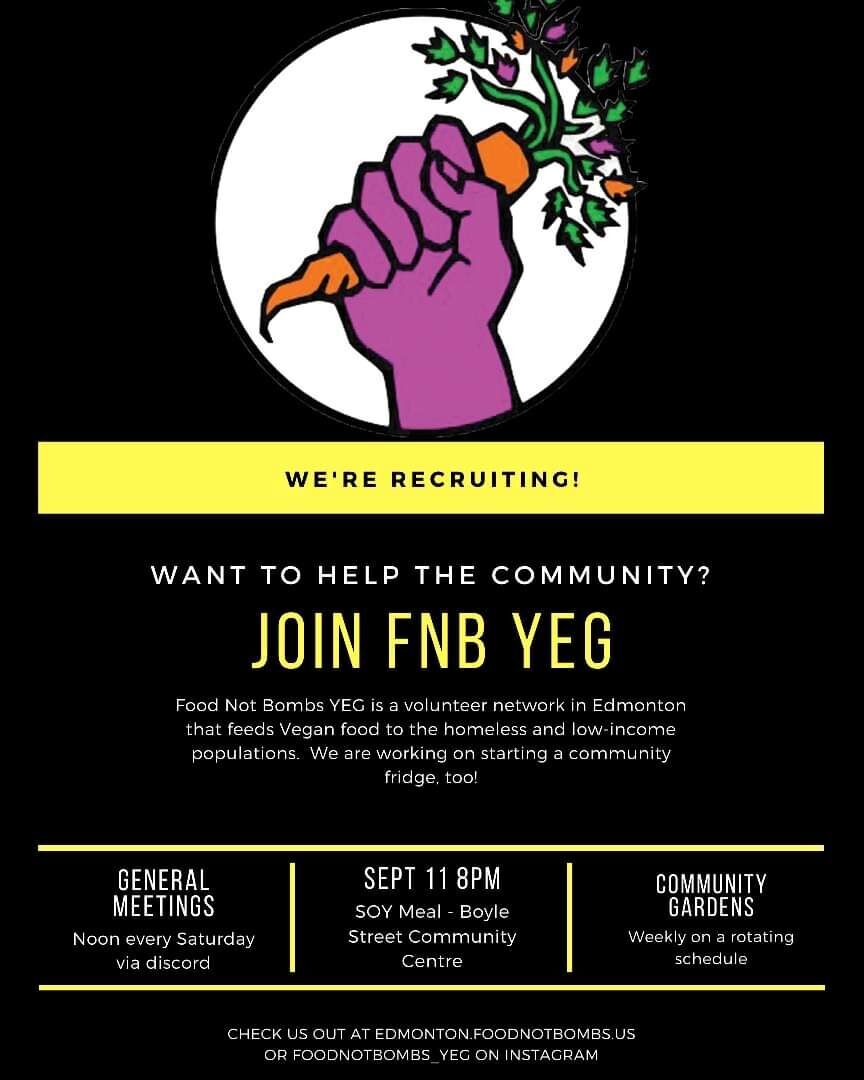 WE'RE RECRUITING!
WANT TO HELP THE COMMUNITY?
JOIN FNB YEG
Food Not Bombs YEG is a volunteer network in Edmonton
that feeds Vegan food to the homeless and low-income
populations.  We are working on starting a community
fridge, too!
GENERAL
MEETINGS
Noon every Saturday
via discord
SEPT 11 8PM
SOY Meal - Boyle
Street Community
Centre
COMMUNITY
GARDENS
Weekly on a rotating
schedule
CHECK US OUT AT EDMONTON.FOODNOTBOMBS.US
OR FOODNOTBOMBS_YEG ON INSTAGRAM